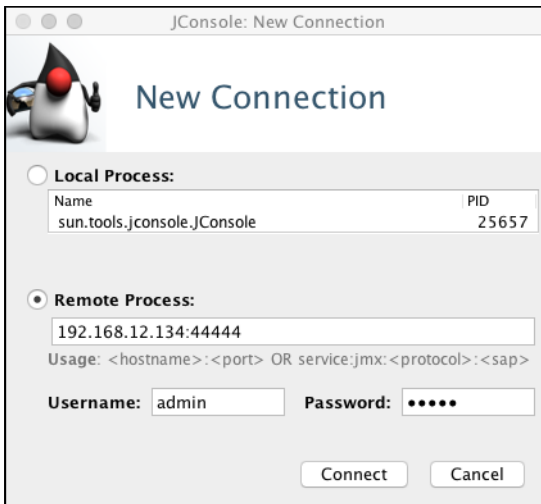 JConsole: New Connection
New Connection
Local Process:
Name PID
sun.tools.jconsole.JConsole 25657
Remote Process:
192.168.12.134:44444
Usage: <hostname>:<port> OR service:jmx:<protocol>:<sap>
Username: admin Password: •••••
Connect Cancel